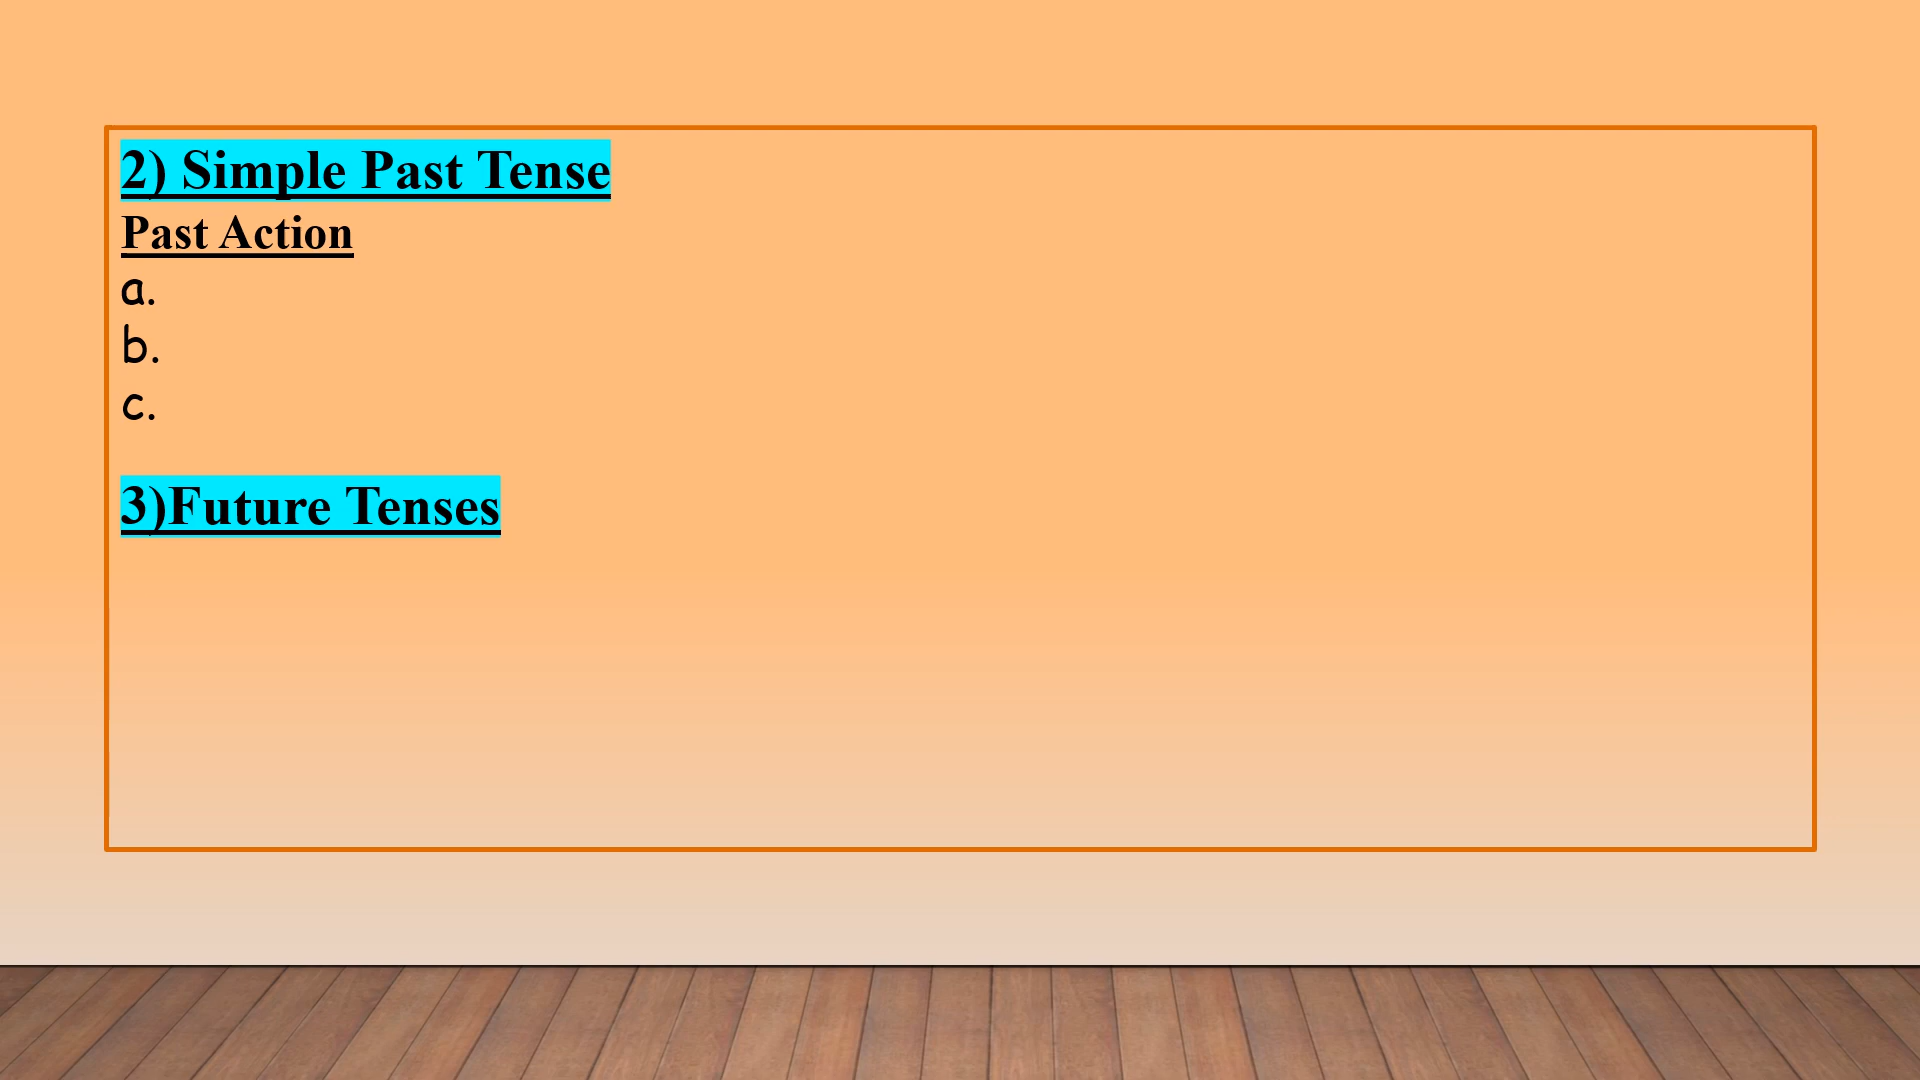 2) Simple Past Tense
Past Action
a.
b.
c.
3)Future Tenses